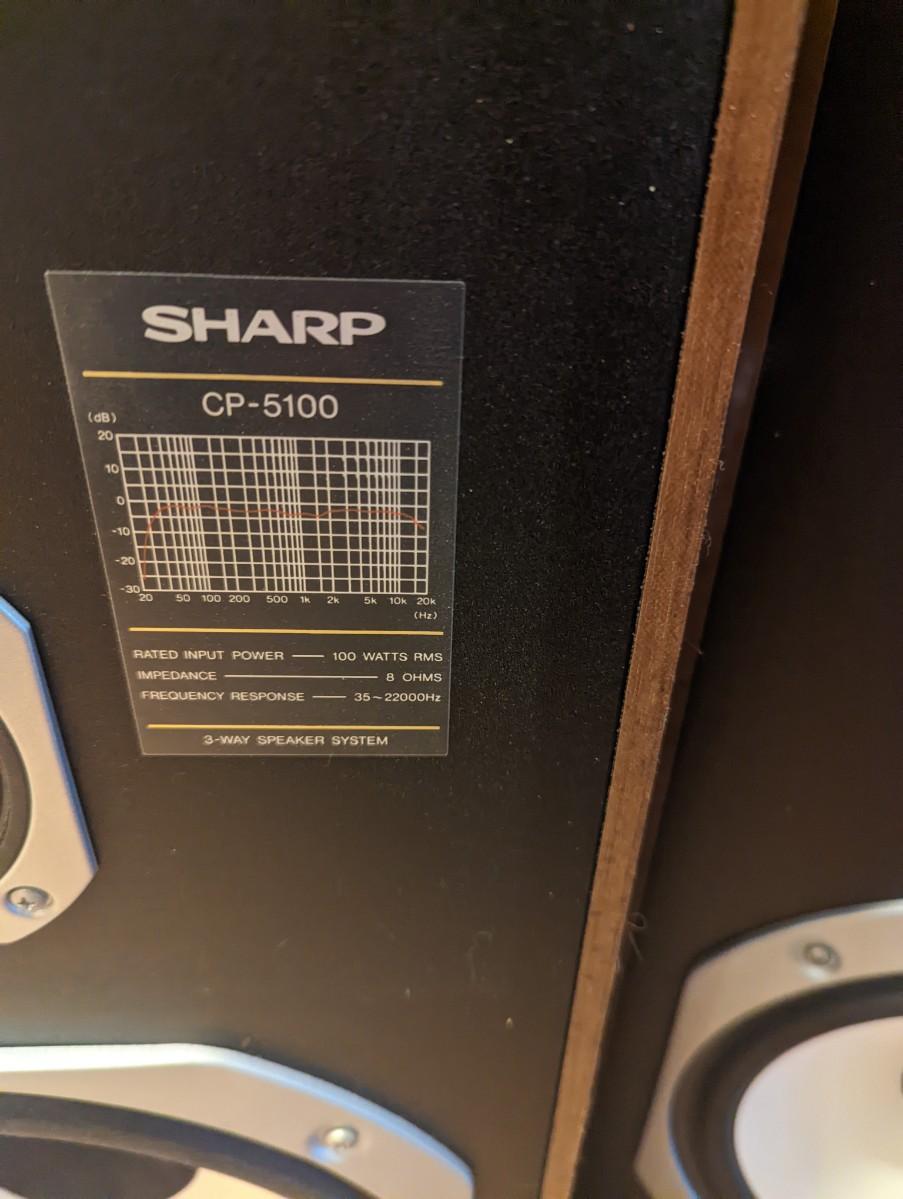 SHARP
CP-5100
(dB)
20
10
0
-10
-20
-30
20 50 100 200 500 1k 2k 5k 10k 20k
(Hz)
RATED INPUT POWER —— 100 WATTS RMS
IMPEDANCE —————— 8 OHMS
FREQUENCY RESPONSE —— 35~22000Hz
3-WAY SPEAKER SYSTEM